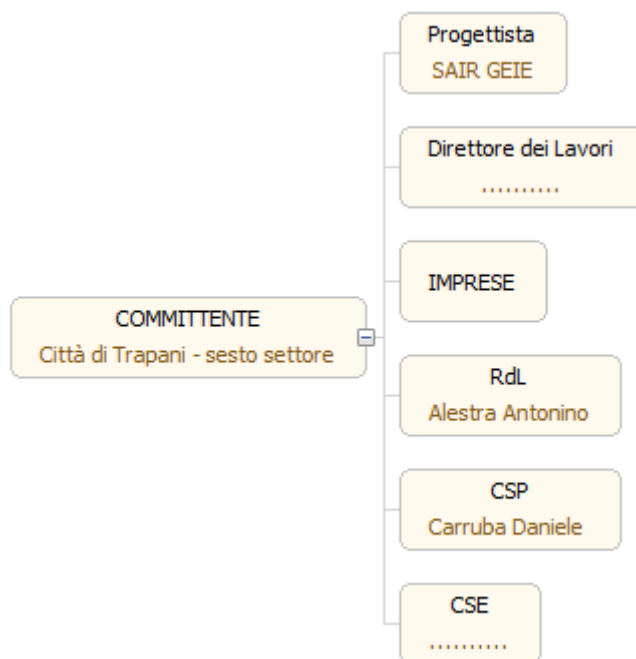 Progettista
SAIR GEIE
Direttore dei Lavori
..........
IMPRESE
COMMITTENTE
Città di Trapani - sesto settore
RdL
Alestra Antonino
CSP
Carruba Daniele
CSE
..........